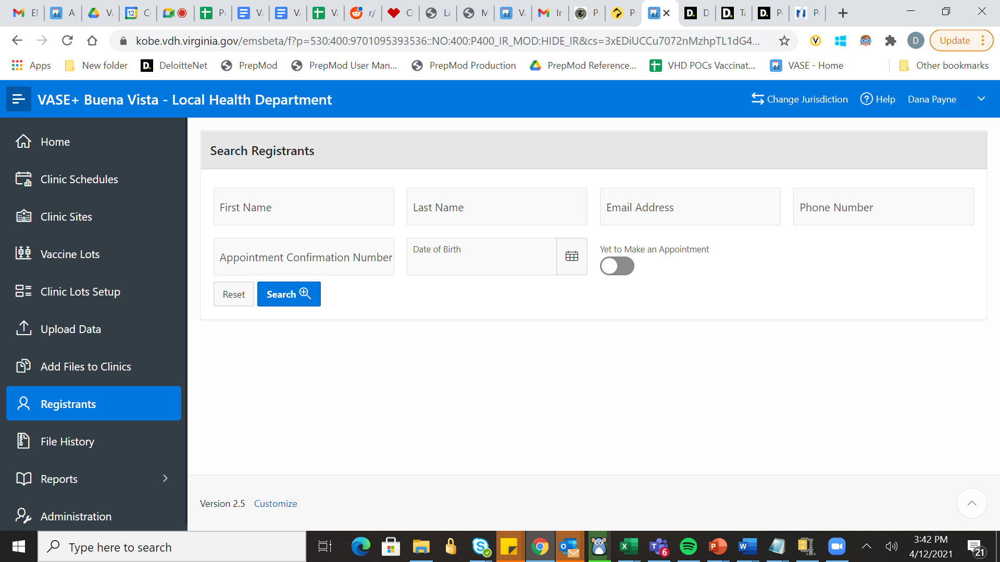 kobe.vdh.virginia.gov/emsbeta/f?p=530:400:9701095393536::NO:400:P400_IR_MOD:HIDE_IR&cs=3xEDiUCCu7072nMzhpTL1dG4...
D
Update
Apps
New folder
D. DeloitteNet
PrepMod
PrepMod User Man...
PrepMod Production
PrepMod Reference...
VHD POCs Vaccinat...
VASE - Home
Other bookmarks
VASE+ Buena Vista - Local Health Department
Change Jurisdiction
Help
Dana Payne
Home
Clinic Schedules
Clinic Sites
Vaccine Lots
Clinic Lots Setup
Upload Data
Add Files to Clinics
Registrants
File History
Reports
Administration
Search Registrants
First Name
Last Name
Email Address
Phone Number
Appointment Confirmation Number
Date of Birth
Yet to Make an Appointment
Reset
Search
Version 2.5 Customize
Type here to search
6
3:42 PM
4/12/2021
21